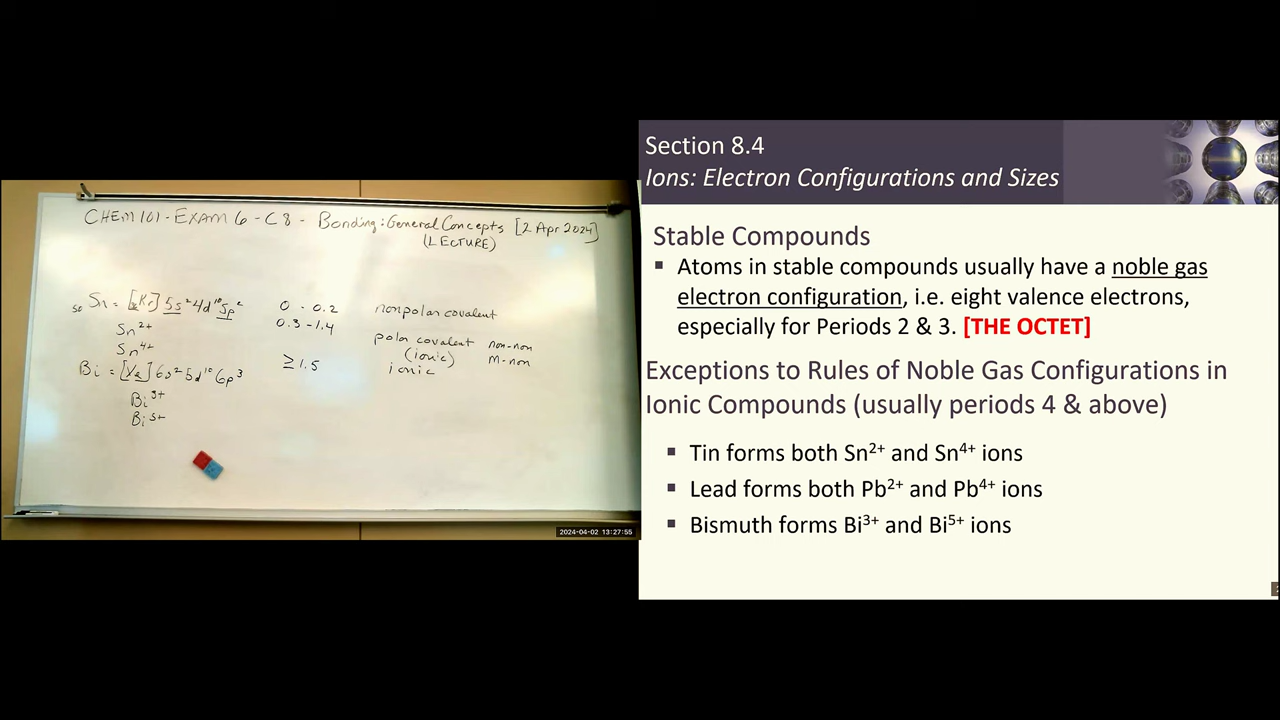 CHEM 101 - EXAM 6 - C8 - Bonding: General Concepts [2 Apr 2024]
(LECTURE)
50 Sn = [Kr] 5s² 4d¹⁰ 5p²
Sn²⁺
Sn⁴⁺
Bi = [Xe] 6s² 5d¹⁰ 6p³
Bi³⁺
Bi⁵⁺
0 - 0.2 nonpolar covalent
0.3 - 1.4 polar covalent non-non
(ionic) M-non
≥ 1.5 ionic
2024-04-02 13:27:55
Section 8.4
Ions: Electron Configurations and Sizes
Stable Compounds
▪ Atoms in stable compounds usually have a noble gas
electron configuration, i.e. eight valence electrons,
especially for Periods 2 & 3. [THE OCTET]
Exceptions to Rules of Noble Gas Configurations in
Ionic Compounds (usually periods 4 & above)
▪ Tin forms both Sn²⁺ and Sn⁴⁺ ions
▪ Lead forms both Pb²⁺ and Pb⁴⁺ ions
▪ Bismuth forms Bi³⁺ and Bi⁵⁺ ions